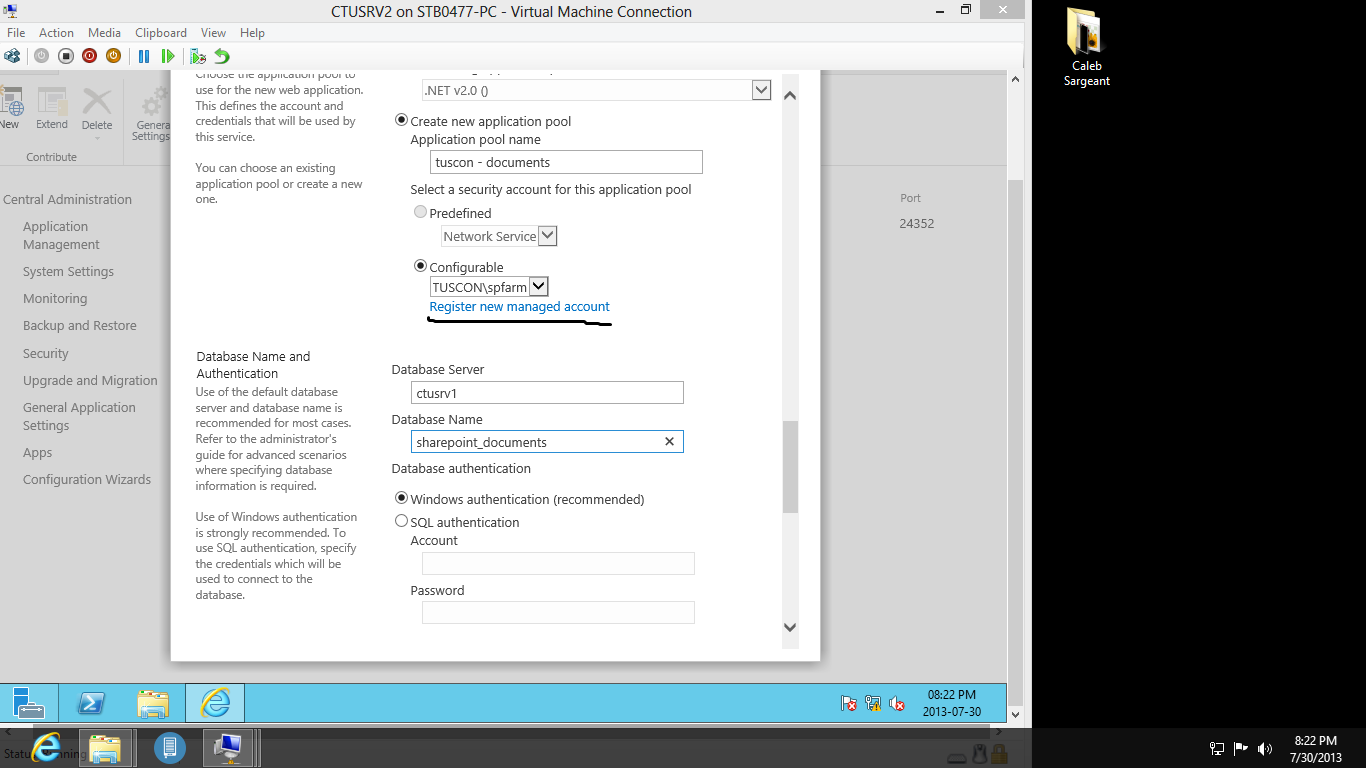 CTUSRV2 on STB0477-PC - Virtual Machine Connection
File Action Media Clipboard View Help
Choose the application pool to
use for the new web application.
This defines the account and
credentials that will be used by
this service.
You can choose an existing
application pool or create a new
one.
.NET v2.0 ()
Create new application pool
Application pool name
tuscon - documents
Select a security account for this application pool
Predefined
Network Service
Configurable
TUSCON\spfarm
Register new managed account
Database Name and
Authentication
Use of the default database
server and database name is
recommended for most cases.
Refer to the administrator's
guide for advanced scenarios
where specifying database
information is required.
Use of Windows authentication
is strongly recommended. To
use SQL authentication, specify
the credentials which will be
used to connect to the
database.
Database Server
ctusrv1
Database Name
sharepoint_documents
Database authentication
Windows authentication (recommended)
SQL authentication
Account
Password
New Extend Delete General
Settings
Contribute
Central Administration
Application
Management
System Settings
Monitoring
Backup and Restore
Security
Upgrade and Migration
General Application
Settings
Apps
Configuration Wizards
Port
24352
08:22 PM
2013-07-30
Caleb
Sargeant
8:22 PM
7/30/2013